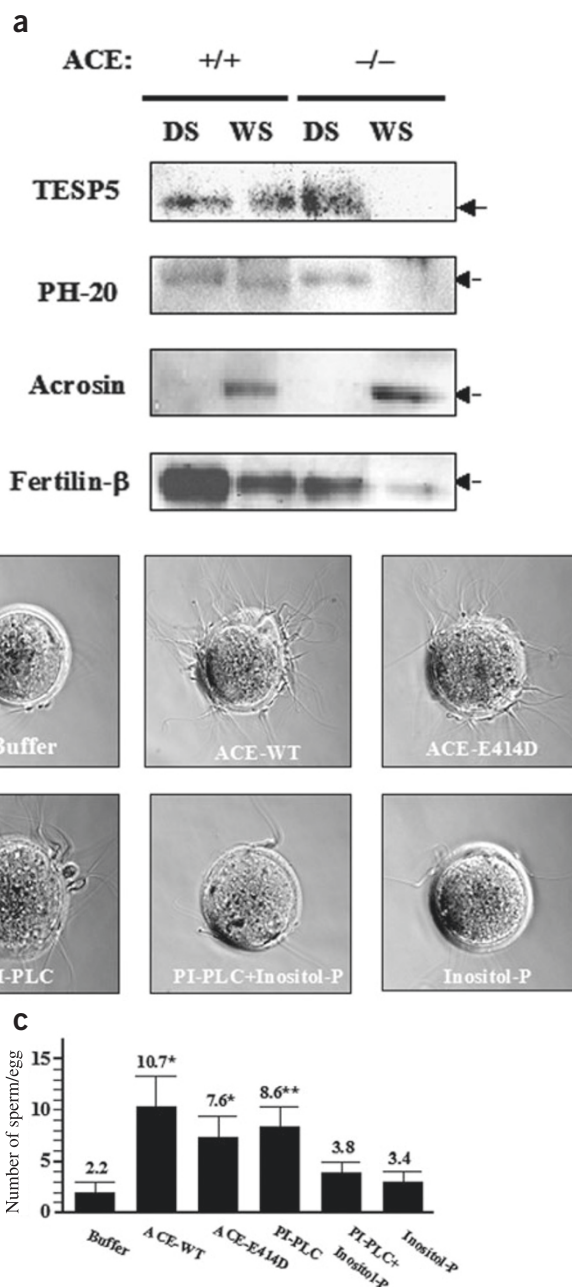 a
ACE: +/+ –/–
DS WS DS WS
TESP5
PH-20
Acrosin
Fertilin-β
Buffer
ACE-WT
ACE-E414D
I-PLC
PI-PLC+Inositol-P
Inositol-P
c
Number of sperm/egg
15
10
5
0
2.2
10.7*
7.6*
8.6**
3.8
3.4
Buffer
ACE-WT
ACE-E414D
PI-PLC
PI-PLC+
Inositol-P
Inositol-P